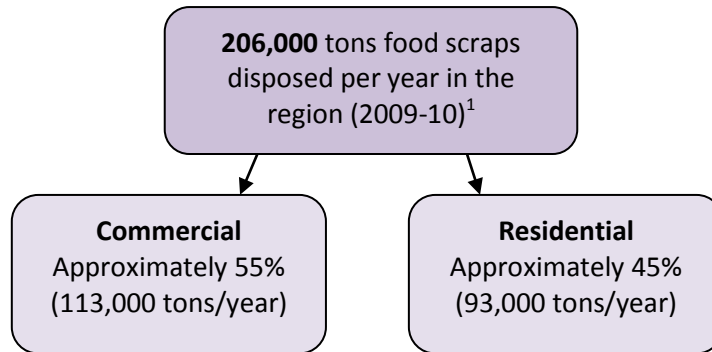 206,000 tons food scraps
disposed per year in the
region (2009-10)1
Commercial
Approximately 55%
(113,000 tons/year)
Residential
Approximately 45%
(93,000 tons/year)